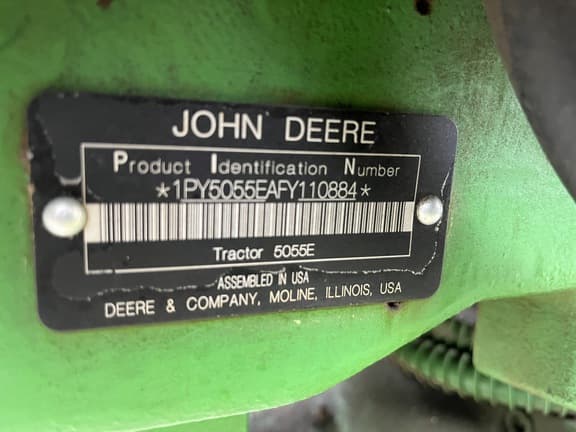 JOHN DEERE
Product Identification Number
*1PY5055EAFY110884*
Tractor 5055E
ASSEMBLED IN USA
DEERE & COMPANY, MOLINE, ILLINOIS, USA